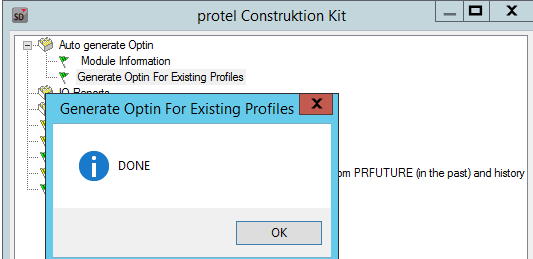 SD
protel Construktion Kit
Auto generate Optin
Module Information
Generate Optin For Existing Profiles
IO Reports
Generate Optin For Existing Profiles
DONE
om PRFUTURE (in the past) and history
OK